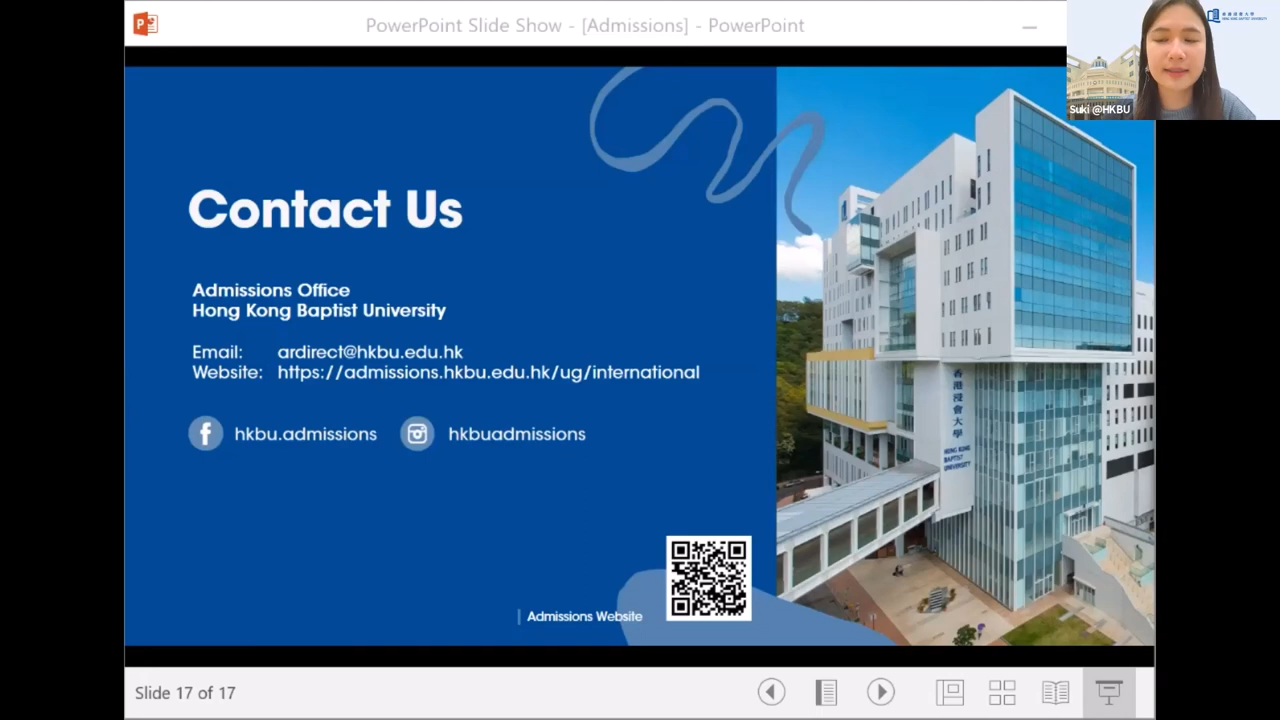 PowerPoint Slide Show - [Admissions] - PowerPoint
Suki @HKBU
Contact Us
Admissions Office
Hong Kong Baptist University
Email: ardirect@hkbu.edu.hk
Website: https://admissions.hkbu.edu.hk/ug/international
hkbu.admissions
hkbuadmissions
香港浸會大學
HONG KONG
BAPTIST
UNIVERSITY
Admissions Website
Slide 17 of 17